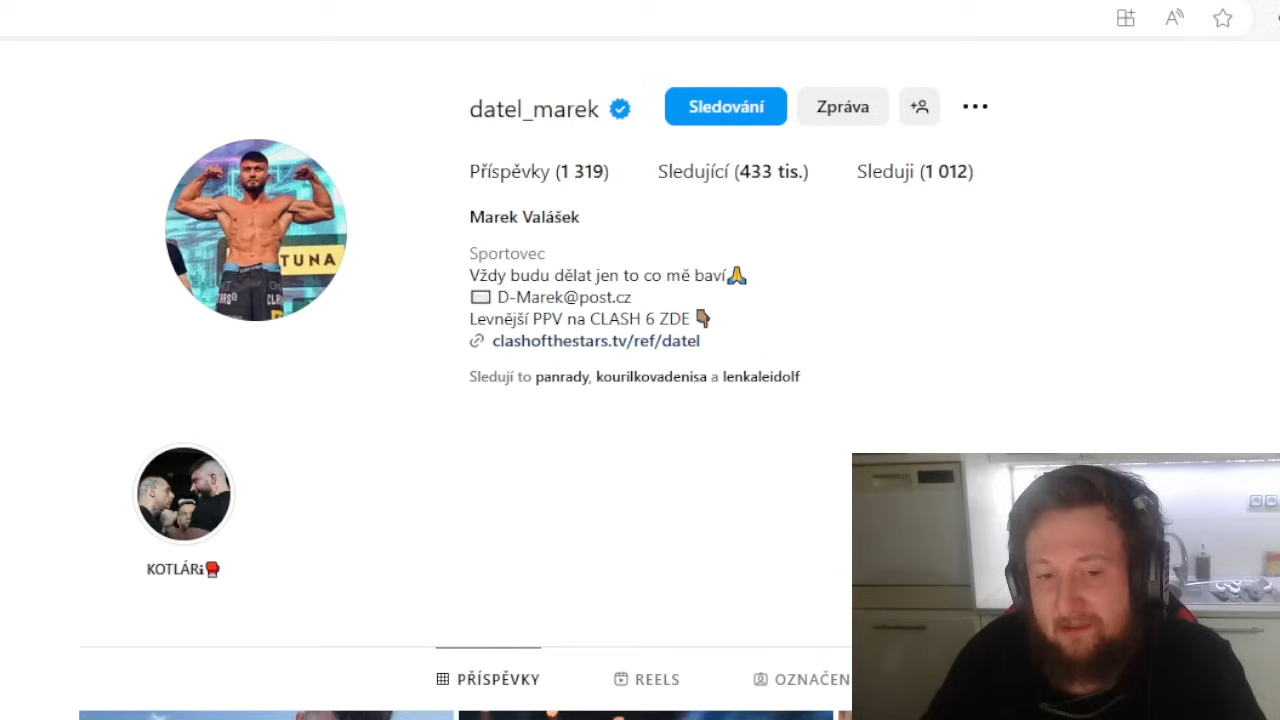 datel_marek
Sledování
Zpráva
Příspěvky (1 319)
Sledující (433 tis.)
Sleduji (1 012)
Marek Valášek
Sportovec
Vždy budu dělat jen to co mě baví🙏
D-Marek@post.cz
Levnější PPV na CLASH 6 ZDE 👇🏾
clashofthestars.tv/ref/datel
Sledují to panrady, kourilkovadenisa a lenkaleidolf
TUNA
KOTLÁRi🥊
PŘÍSPĚVKY
REELS
OZNAČEN